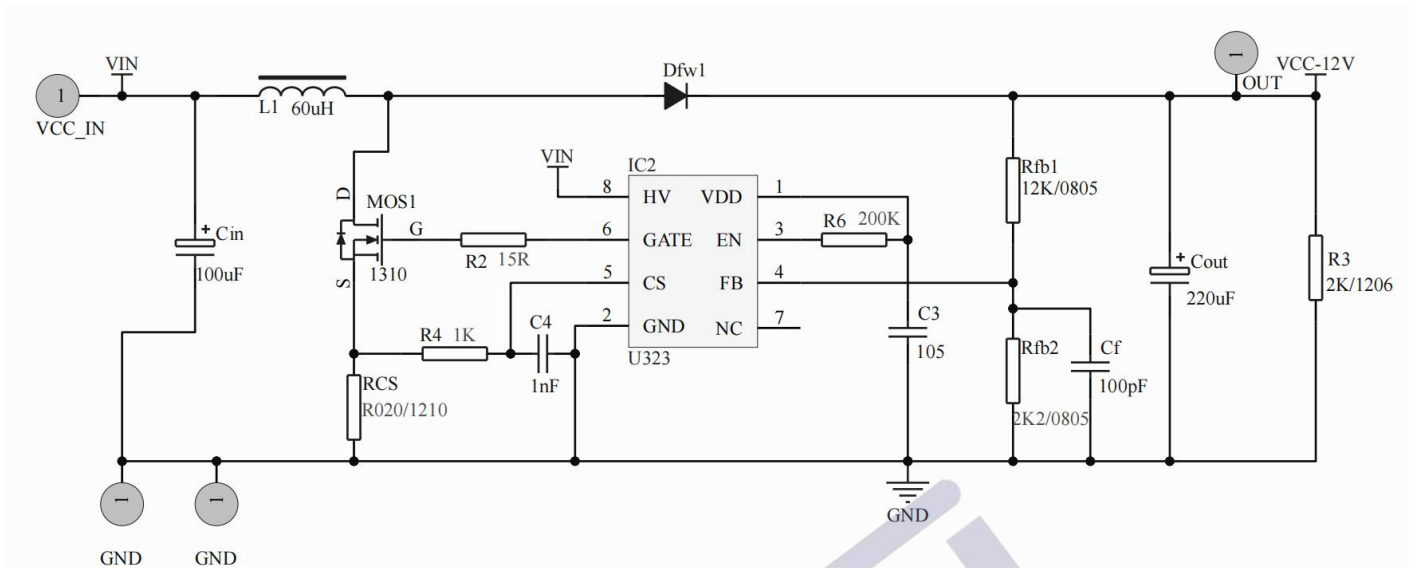 VIN
1
VCC_IN
L1 60uH
Dfw1
1
OUT
VCC-12V
Cin
100uF
D
MOS1
G
S
1310
R2 15R
VIN
IC2
8 HV VDD 1
6 GATE EN 3
5 CS FB 4
2 GND NC 7
U323
R6 200K
C3
105
R4 1K
C4
1nF
RCS
R020/1210
Rfb1
12K/0805
Rfb2
2K2/0805
Cf
100pF
Cout
220uF
R3
2K/1206
1
GND
1
GND
GND